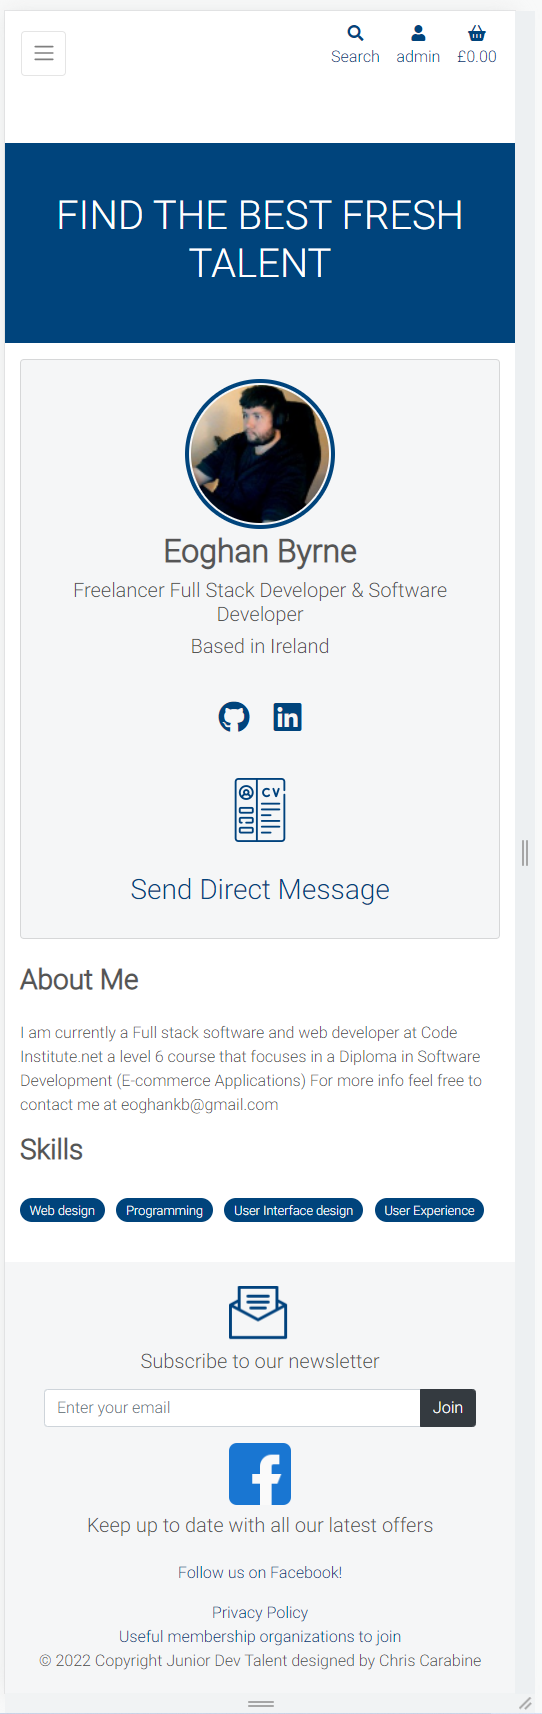 Search
admin
£0.00
FIND THE BEST FRESH
TALENT
Eoghan Byrne
Freelancer Full Stack Developer & Software
Developer
Based in Ireland
CV
Send Direct Message
About Me
I am currently a Full stack software and web developer at Code
Institute.net a level 6 course that focuses in a Diploma in Software
Development (E-commerce Applications) For more info feel free to
contact me at eoghankb@gmail.com
Skills
Web design
Programming
User Interface design
User Experience
Subscribe to our newsletter
Enter your email
Join
Keep up to date with all our latest offers
Follow us on Facebook!
Privacy Policy
Useful membership organizations to join
© 2022 Copyright Junior Dev Talent designed by Chris Carabine